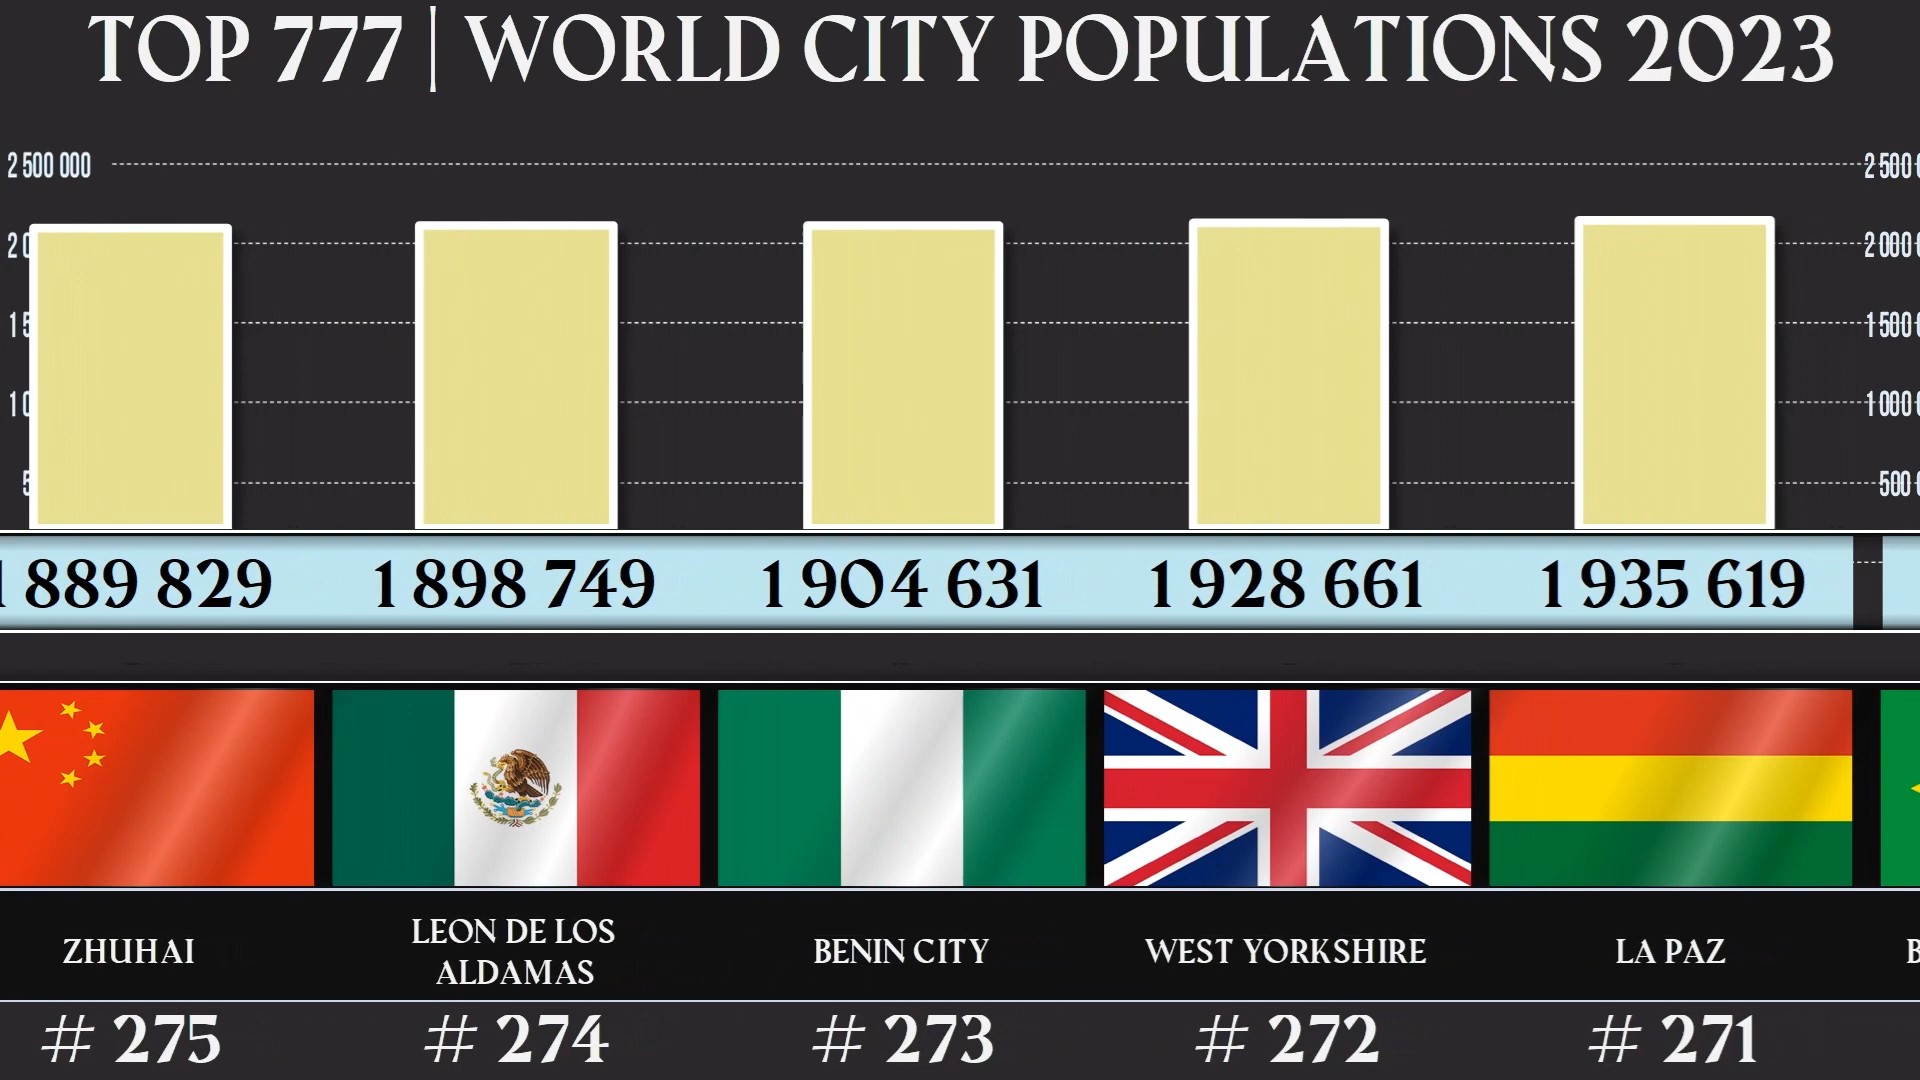 TOP 777 | WORLD CITY POPULATIONS 2023
2 500 000
1 889 829 1 898 749 1 904 631 1 928 661 1 935 619
ZHUHAI LEON DE LOS ALDAMAS BENIN CITY WEST YORKSHIRE LA PAZ
# 275 # 274 # 273 # 272 # 271